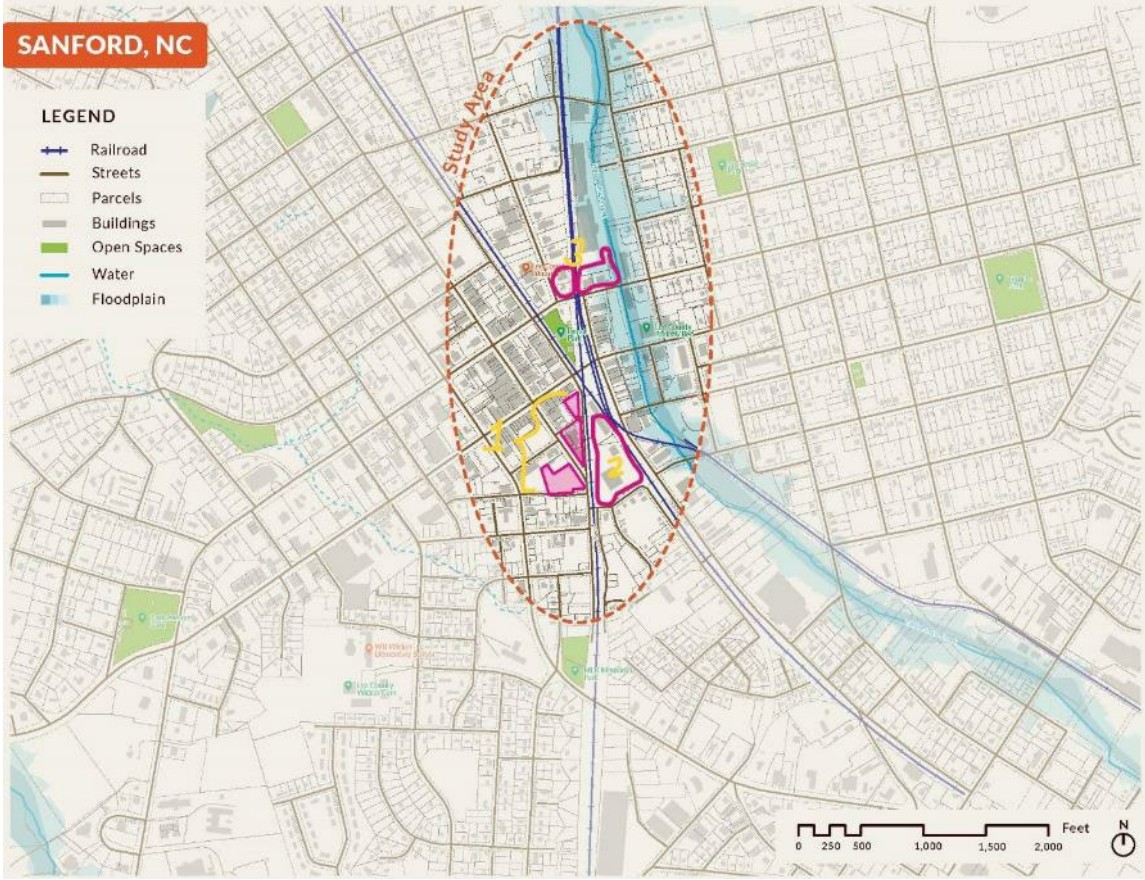 SANFORD, NC
LEGEND
Railroad
Streets
Parcels
Buildings
Open Spaces
Water
Floodplain
Study Area
3
1
2
Feet
0 250 500 1,000 1,500 2,000
N